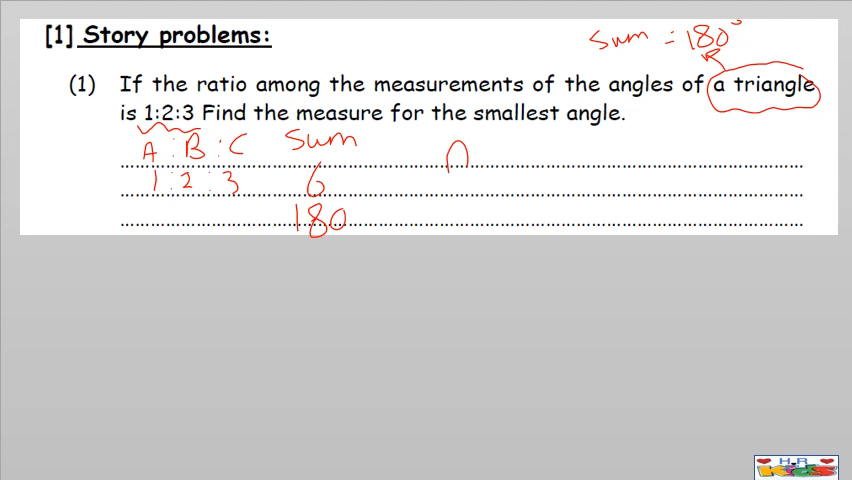 [1] Story problems:
Sum = 180°
(1) If the ratio among the measurements of the angles of a triangle
is 1:2:3 Find the measure for the smallest angle.
A : B : C Sum
1 : 2 : 3 6
180
H.R
Kids